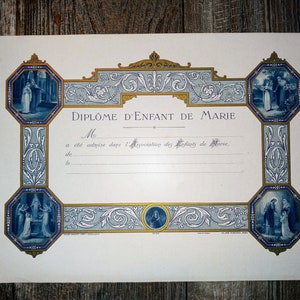 DIPLÔME D'ENFANT DE MARIE
M
a été admise dans l'Association des Enfants de Marie,
de
le